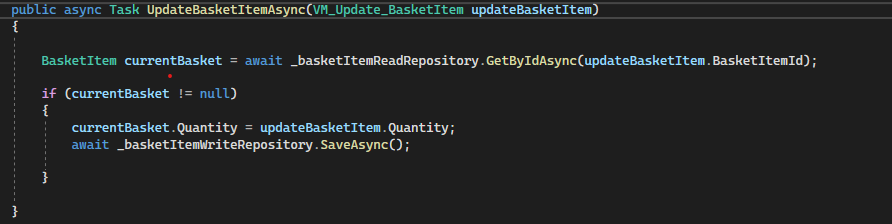 public async Task UpdateBasketItemAsync(VM_Update_BasketItem updateBasketItem)
{
BasketItem currentBasket = await _basketItemReadRepository.GetByIdAsync(updateBasketItem.BasketItemId);
if (currentBasket != null)
{
currentBasket.Quantity = updateBasketItem.Quantity;
await _basketItemWriteRepository.SaveAsync();
}
}